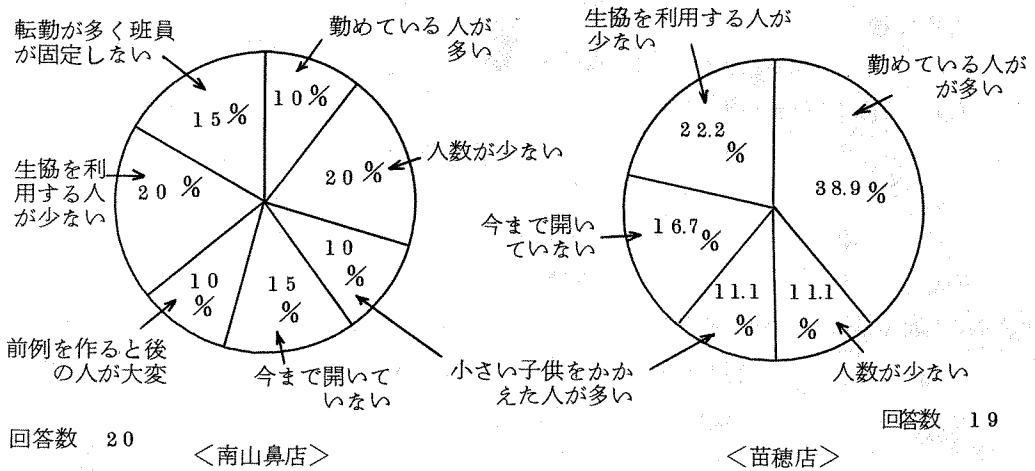 転勤が多く班員
が固定しない
勤めている人が
多い
10%
15%
20%
人数が少ない
生協を利
用する人
が少ない
20%
10
%
10
%
15
%
前例を作ると後
の人が大変
今まで開いて
いない
小さい子供をかか
えた人が多い
回答数 20
<南山鼻店>
生協を利用する人が
少ない
勤めている人が
が多い
22.2
%
38.9%
今まで開い
ていない
16.7%
11.1
%
11.1
%
人数が少ない
回答数 19
<苗穂店>